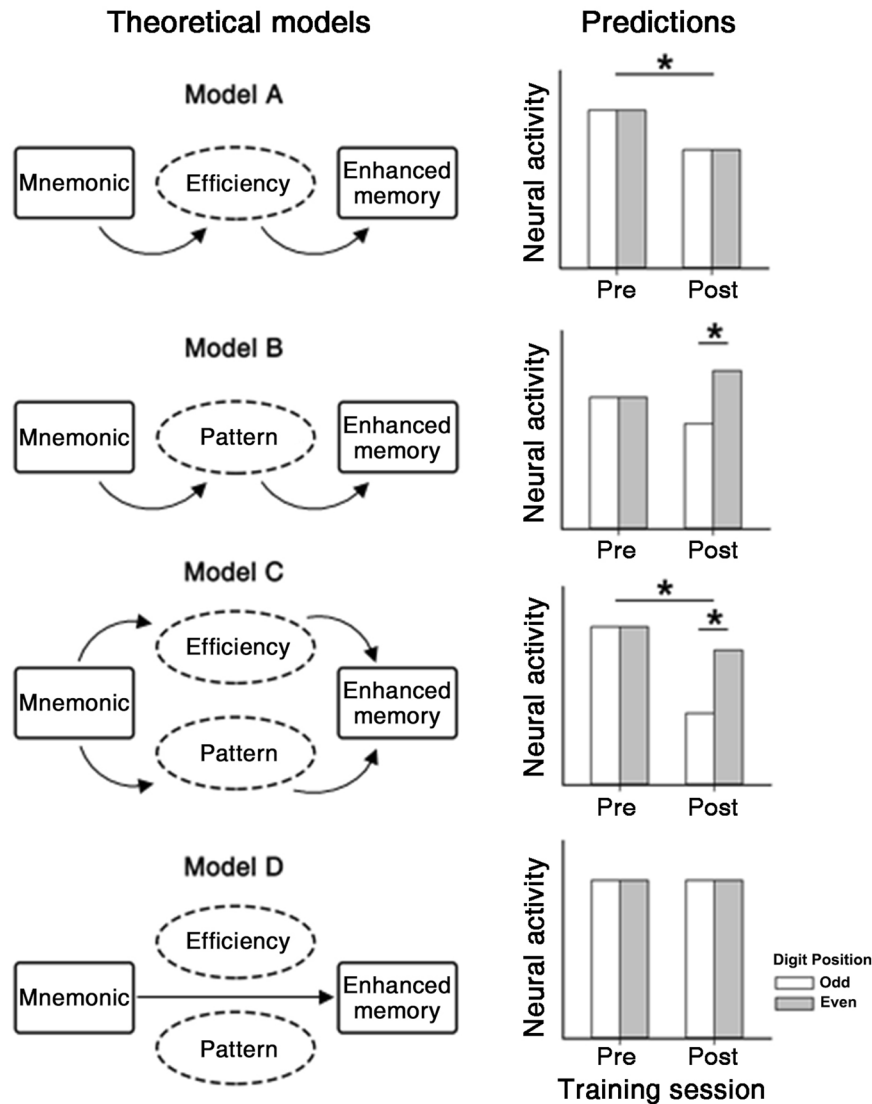 Theoretical models
Predictions
Model A
Mnemonic
Efficiency
Enhanced
memory
Neural activity
*
Pre
Post
Model B
Mnemonic
Pattern
Enhanced
memory
Neural activity
*
Pre
Post
Model C
Mnemonic
Efficiency
Pattern
Enhanced
memory
Neural activity
*
*
Pre
Post
Model D
Mnemonic
Efficiency
Pattern
Enhanced
memory
Neural activity
Pre
Post
Training session
Digit Position
Odd
Even